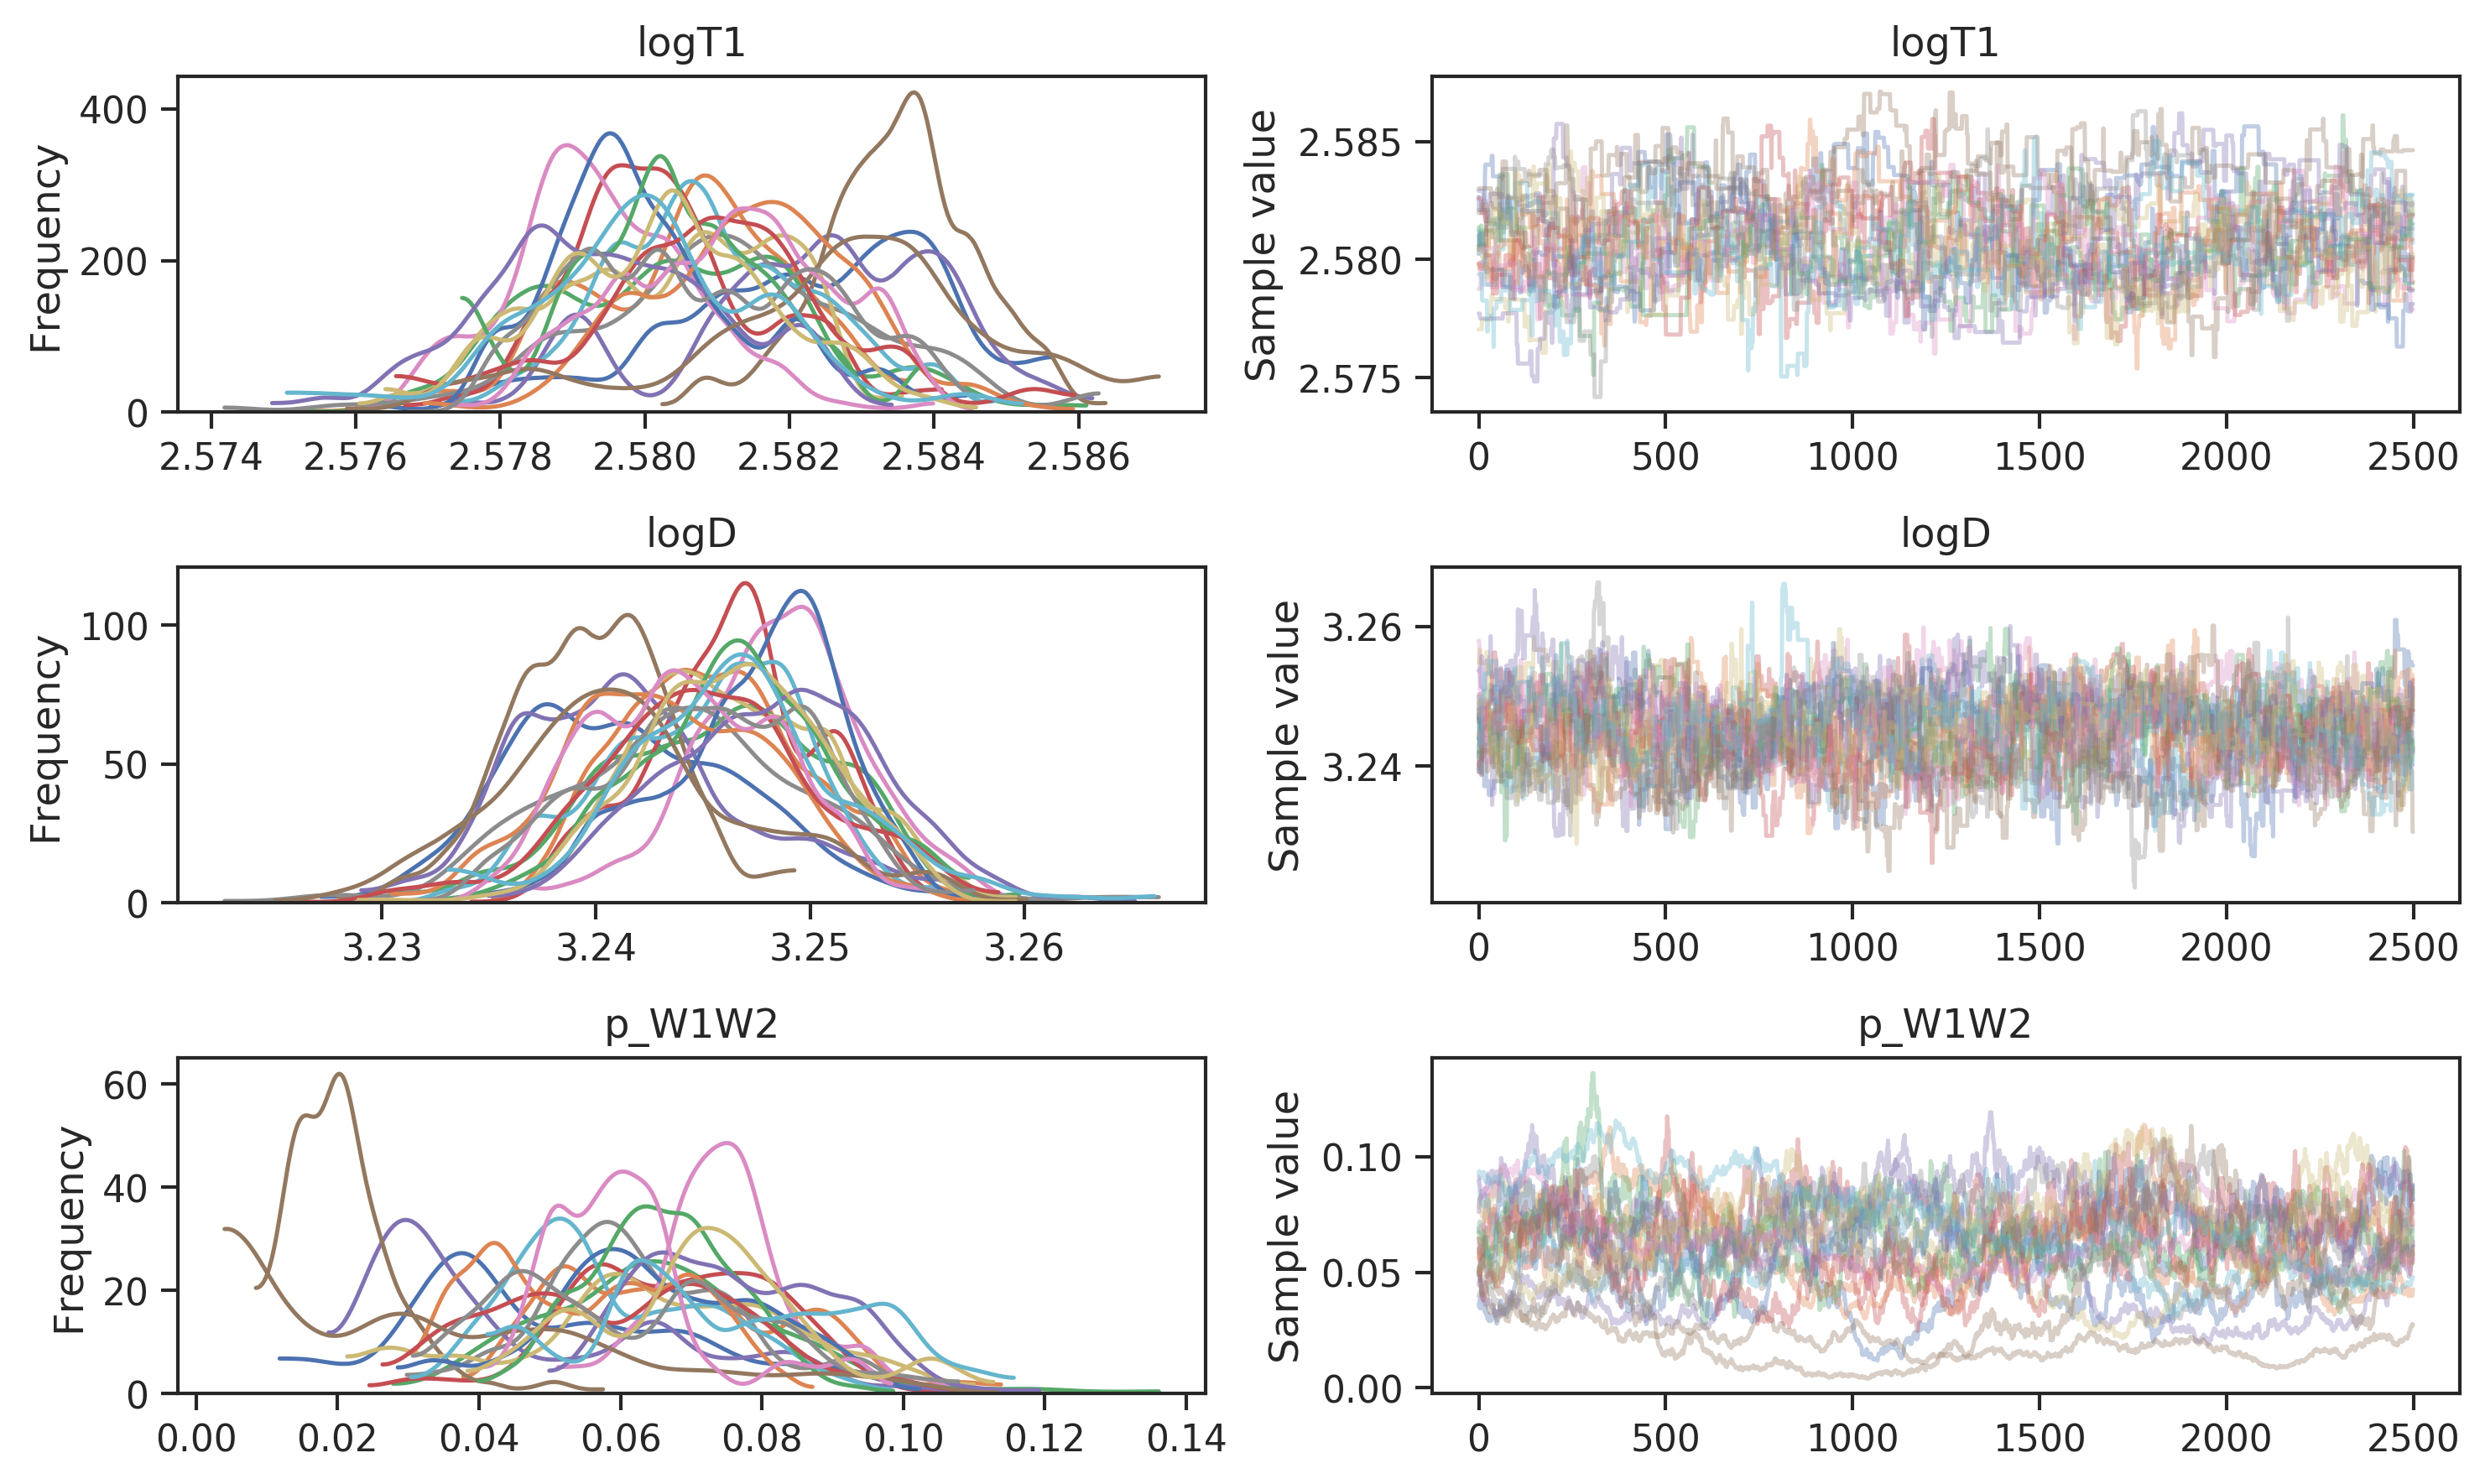 logT1
400
200
0
Frequency
2.574 2.576 2.578 2.580 2.582 2.584 2.586
logT1
2.585
2.580
2.575
Sample value
0 500 1000 1500 2000 2500
logD
100
50
0
Frequency
3.23 3.24 3.25 3.26
logD
3.26
3.24
Sample value
0 500 1000 1500 2000 2500
p_W1W2
60
40
20
0
Frequency
0.00 0.02 0.04 0.06 0.08 0.10 0.12 0.14
p_W1W2
0.10
0.05
0.00
Sample value
0 500 1000 1500 2000 2500